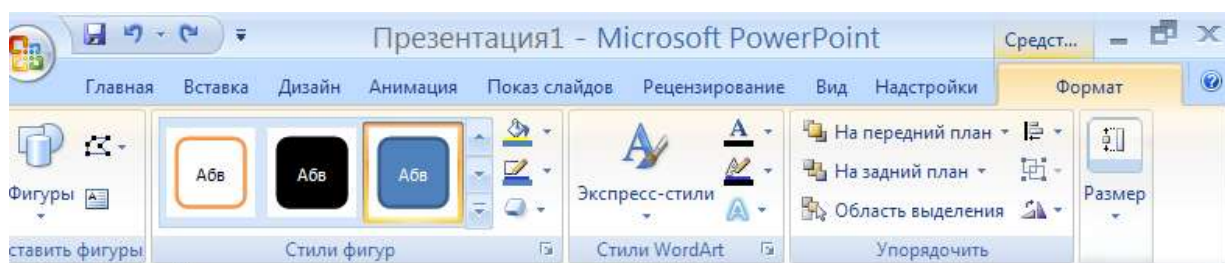 Презентация1 - Microsoft PowerPoint
Средст...
Главная Вставка Дизайн Анимация Показ слайдов Рецензирование Вид Надстройки Формат
Фигуры
Абв Абв Абв
Экспресс-стили
На передний план
На задний план
Область выделения
Размер
ставить фигуры Стили фигур Стили WordArt Упорядочить